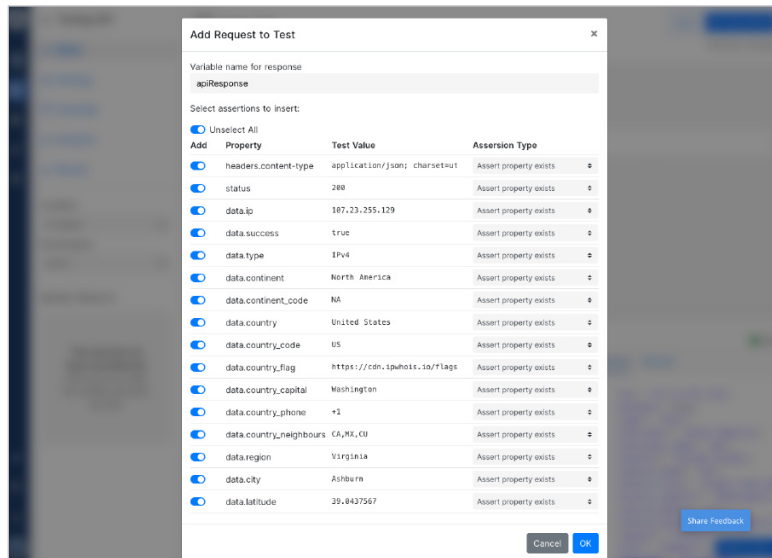 Add Request to Test ×
Variable name for response
apiResponse
Select assertions to insert:
Unselect All
Add Property Test Value Asserion Type
headers.content-type application/json; charset=ut Assert property exists
status 200 Assert property exists
data.ip 107.23.255.129 Assert property exists
data.success true Assert property exists
data.type IPv4 Assert property exists
data.continent North America Assert property exists
data.continent_code NA Assert property exists
data.country United States Assert property exists
data.country_code US Assert property exists
data.country_flag https://cdn.ipwhois.io/flags Assert property exists
data.country_capital Washington Assert property exists
data.country_phone +1 Assert property exists
data.country_neighbours CA,MX,CU Assert property exists
data.region Virginia Assert property exists
data.city Ashburn Assert property exists
data.latitude 39.0437567 Assert property exists
Share Feedback
Cancel OK